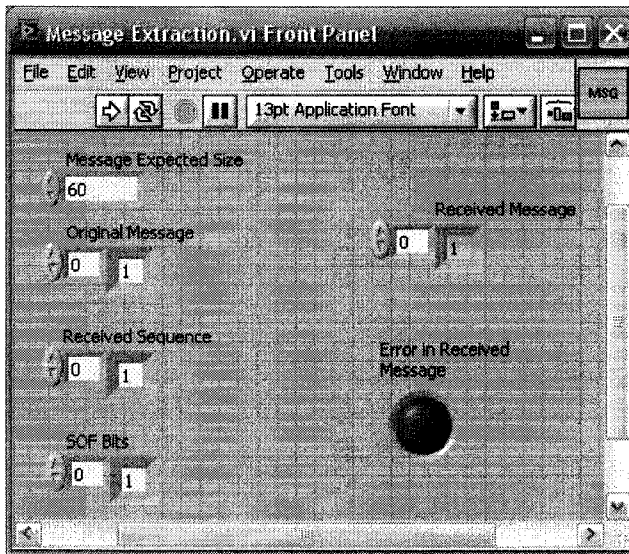 Message Extraction.vi Front Panel
File Edit View Project Operate Tools Window Help
13pt Application Font
MSG
Message Expected Size
60
Received Message
0 1
Original Message
0 1
Received Sequence
0 1
Error in Received
Message
SOF Bits
0 1